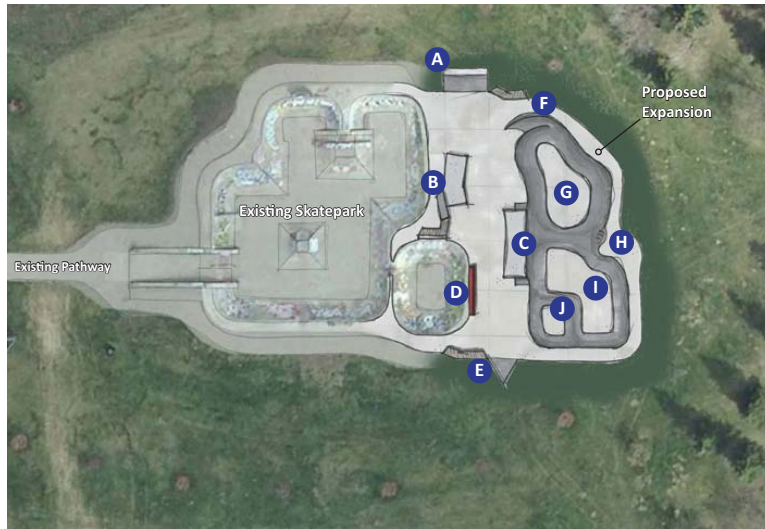 A
F
Proposed
Expansion
B
G
Existing Skatepark
C
H
Existing Pathway
D
I
J
E